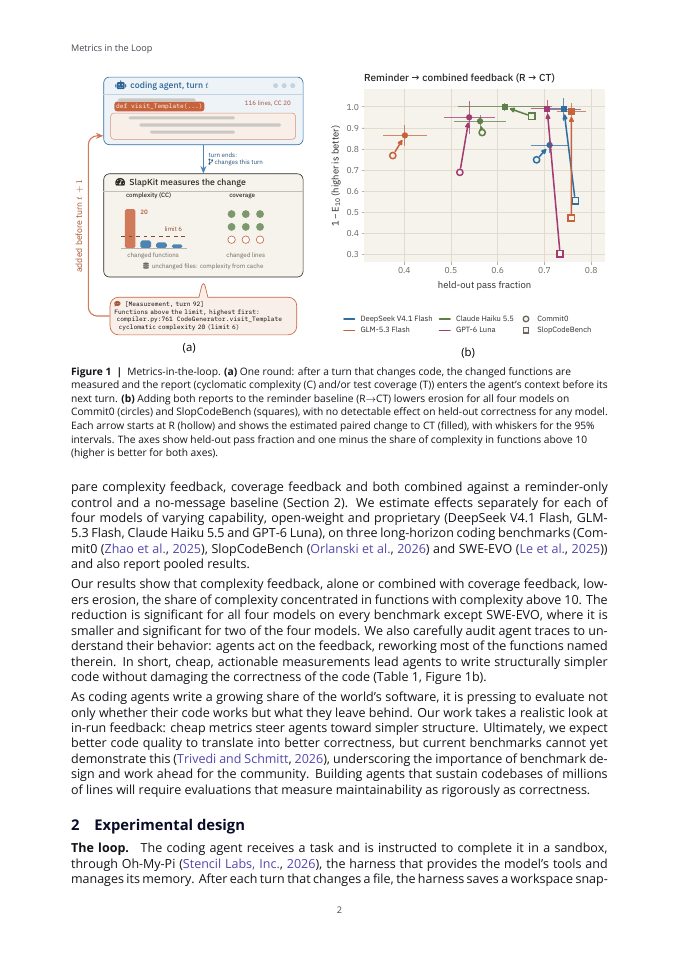 Metrics in the Loop
coding agent, turn t
def visit_Template(...)
116 lines, CC 20
turn ends:
changes this turn
SlapKit measures the change
complexity (CC)
coverage
20
limit 6
changed functions
changed lines
unchanged files: complexity from cache
added before turn t + 1
[Measurement, turn 92]
Functions above the limit, highest first:
compiler.py:761 CodeGenerator.visit_Template
cyclomatic complexity 20 (limit 6)
(a)
Reminder → combined feedback (R → CT)
1−E10 (higher is better)
1.0
0.9
0.8
0.7
0.6
0.5
0.4
0.3
0.4
0.5
0.6
0.7
0.8
held-out pass fraction
DeepSeek V4.1 Flash
Claude Haiku 5.5
Commit0
GLM-5.3 Flash
GPT-6 Luna
SlopCodeBench
(b)
Figure 1 | Metrics-in-the-loop. (a) One round: after a turn that changes code, the changed functions are
measured and the report (cyclomatic complexity (C) and/or test coverage (T)) enters the agent's context before its
next turn. (b) Adding both reports to the reminder baseline (R→CT) lowers erosion for all four models on
Commit0 (circles) and SlopCodeBench (squares), with no detectable effect on held-out correctness for any model.
Each arrow starts at R (hollow) and shows the estimated paired change to CT (filled), with whiskers for the 95%
intervals. The axes show held-out pass fraction and one minus the share of complexity in functions above 10
(higher is better for both axes).
pare complexity feedback, coverage feedback and both combined against a reminder-only
control and a no-message baseline (Section 2). We estimate effects separately for each of
four models of varying capability, open-weight and proprietary (DeepSeek V4.1 Flash, GLM-
5.3 Flash, Claude Haiku 5.5 and GPT-6 Luna), on three long-horizon coding benchmarks (Com-
mit0 (Zhao et al., 2025), SlopCodeBench (Orlanski et al., 2026) and SWE-EVO (Le et al., 2025))
and also report pooled results.
Our results show that complexity feedback, alone or combined with coverage feedback, low-
ers erosion, the share of complexity concentrated in functions with complexity above 10. The
reduction is significant for all four models on every benchmark except SWE-EVO, where it is
smaller and significant for two of the four models. We also carefully audit agent traces to un-
derstand their behavior: agents act on the feedback, reworking most of the functions named
therein. In short, cheap, actionable measurements lead agents to write structurally simpler
code without damaging the correctness of the code (Table 1, Figure 1b).
As coding agents write a growing share of the world's software, it is pressing to evaluate not
only whether their code works but what they leave behind. Our work takes a realistic look at
in-run feedback: cheap metrics steer agents toward simpler structure. Ultimately, we expect
better code quality to translate into better correctness, but current benchmarks cannot yet
demonstrate this (Trivedi and Schmitt, 2026), underscoring the importance of benchmark de-
sign and work ahead for the community. Building agents that sustain codebases of millions
of lines will require evaluations that measure maintainability as rigorously as correctness.
2 Experimental design
The loop. The coding agent receives a task and is instructed to complete it in a sandbox,
through Oh-My-Pi (Stencil Labs, Inc., 2026), the harness that provides the model's tools and
manages its memory. After each turn that changes a file, the harness saves a workspace snap-
2